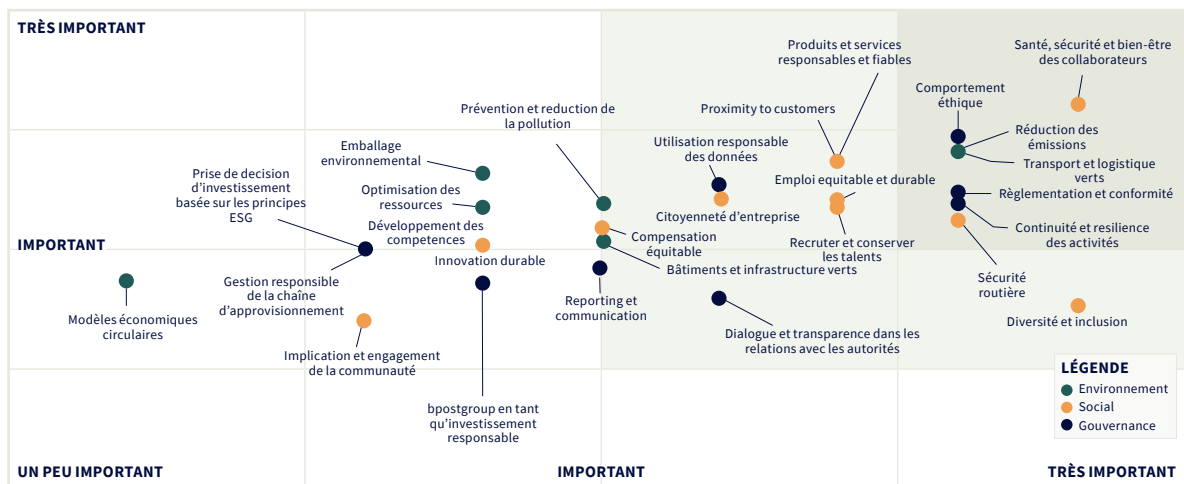 TRÈS IMPORTANT
Produits et services
responsables et fiables
Santé, sécurité et bien-être
des collaborateurs
Comportement
éthique
Prévention et reduction de
la pollution
Proximity to customers
Réduction des
émissions
Emballage
environnemental
Utilisation responsable
des données
Transport et logistique
verts
Prise de decision
d'investissement
basée sur les principes
ESG
Optimisation des
ressources
Emploi equitable et durable
Règlementation et conformité
Citoyenneté d'entreprise
Développement des
competences
Compensation
équitable
Recruter et conserver
les talents
Continuité et resilience
des activités
IMPORTANT
Innovation durable
Bâtiments et infrastructure verts
Gestion responsible
de la chaîne
d'approvisionnement
Sécurité
routière
Reporting et
communication
Modèles économiques
circulaires
Diversité et inclusion
Dialogue et transparence dans les
relations avec les autorités
Implication et engagement
de la communauté
LÉGENDE
Environnement
Social
Gouvernance
bpostgroup en tant
qu'investissement
responsable
UN PEU IMPORTANT
IMPORTANT
TRÈS IMPORTANT